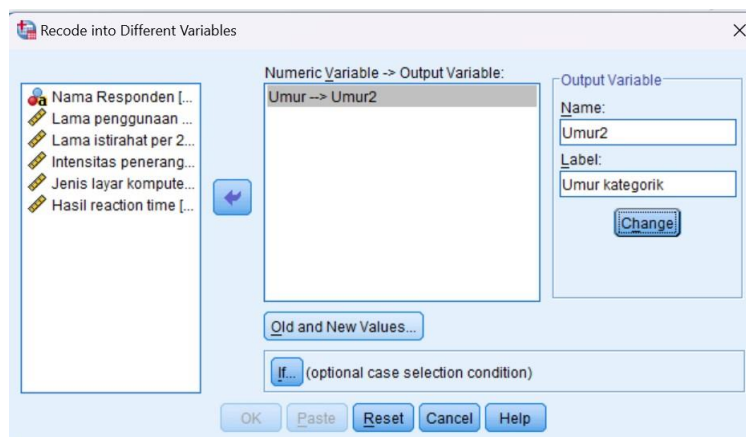 Recode into Different Variables
Nama Responden [...
Lama penggunaan ...
Lama istirahat per 2...
Intensitas penerang...
Jenis layar kompute...
Hasil reaction time [...
Numeric Variable -> Output Variable:
Umur --> Umur2
Output Variable
Name:
Umur2
Label:
Umur kategorik
Change
Old and New Values...
If... (optional case selection condition)
OK Paste Reset Cancel Help